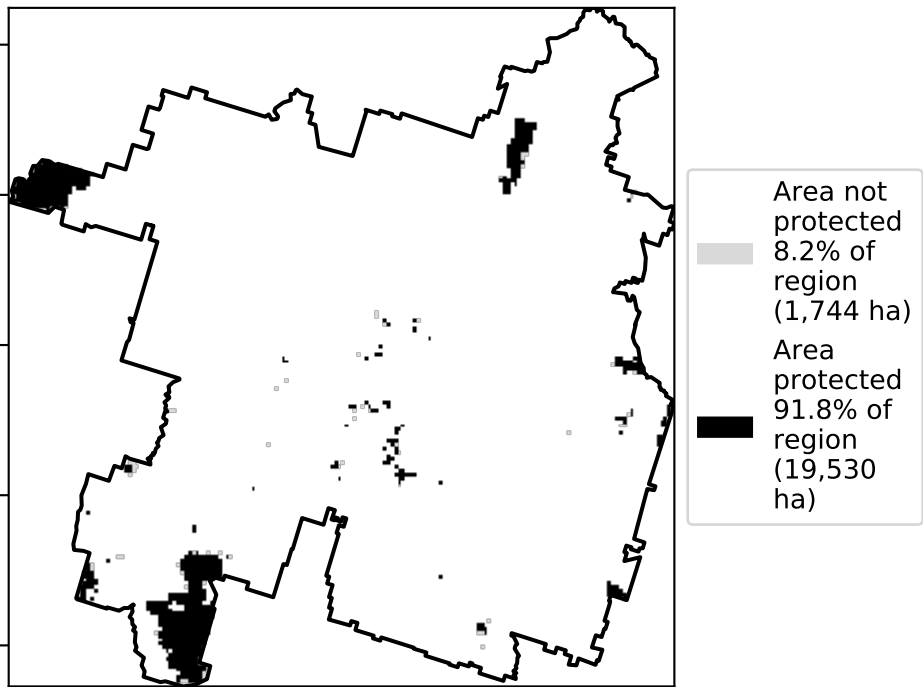 Area not
protected
8.2% of
region
(1,744 ha)
Area
protected
91.8% of
region
(19,530
ha)